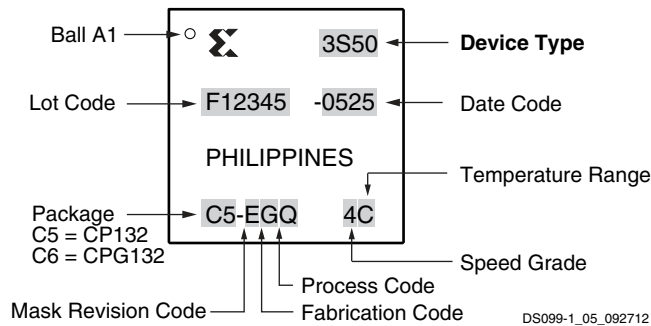 Ball A1
3S50
Device Type
Lot Code
F12345 -0525
Date Code
PHILIPPINES
Temperature Range
Package
C5 = CP132
C6 = CPG132
C5-EGQ 4C
Speed Grade
Process Code
Mask Revision Code
Fabrication Code
DS099-1_05_092712